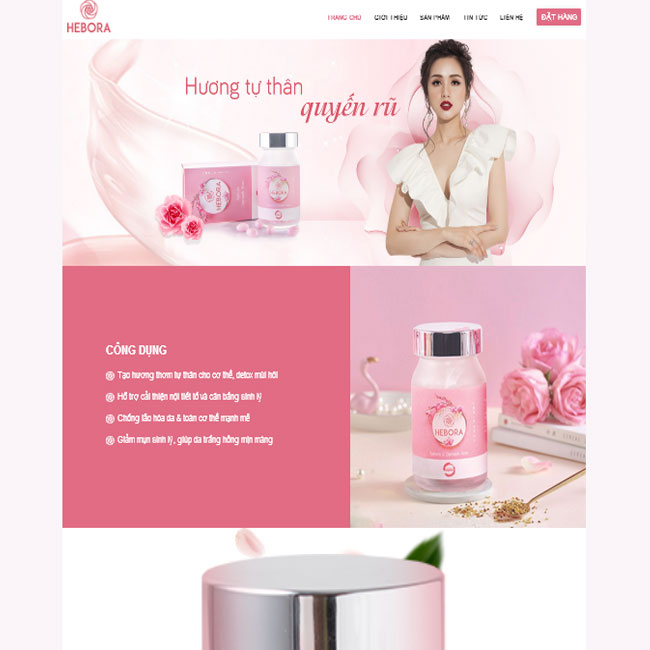 HEBORA
TRANG CHỦ GIỚI THIỆU SẢN PHẨM TIN TỨC LIÊN HỆ ĐẶT HÀNG
Hương tự thân
quyến rũ
HEBORA
HEBORA
CÔNG DỤNG
Tạo hương thơm tự thân cho cơ thể, detox mùi hôi
Hỗ trợ cải thiện nội tiết tố và cân bằng sinh lý
Chống lão hóa da & toàn cơ thể mạnh mẽ
Giảm mụn sinh lý, giúp da trắng hồng mịn màng
HEBORA